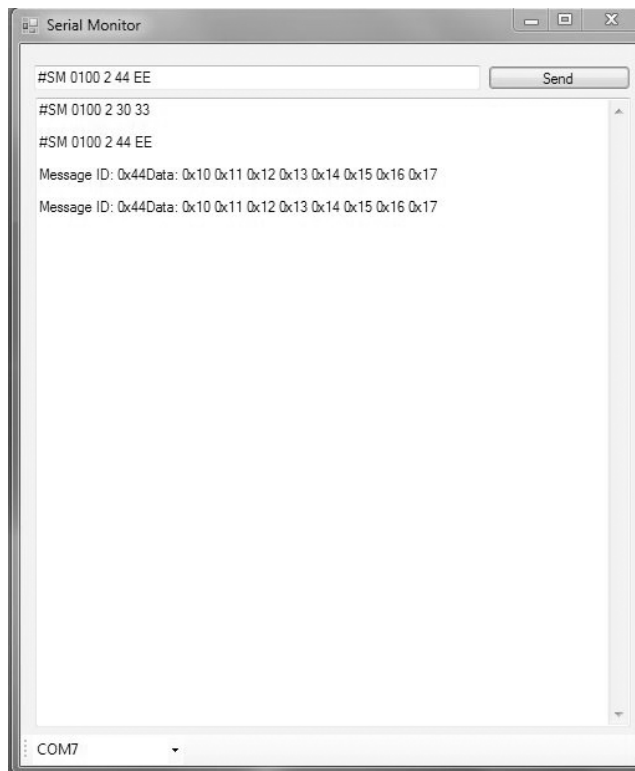 Serial Monitor
#SM 0100 2 44 EE
Send
#SM 0100 2 30 33
#SM 0100 2 44 EE
Message ID: 0x44Data: 0x10 0x11 0x12 0x13 0x14 0x15 0x16 0x17
Message ID: 0x44Data: 0x10 0x11 0x12 0x13 0x14 0x15 0x16 0x17
COM7